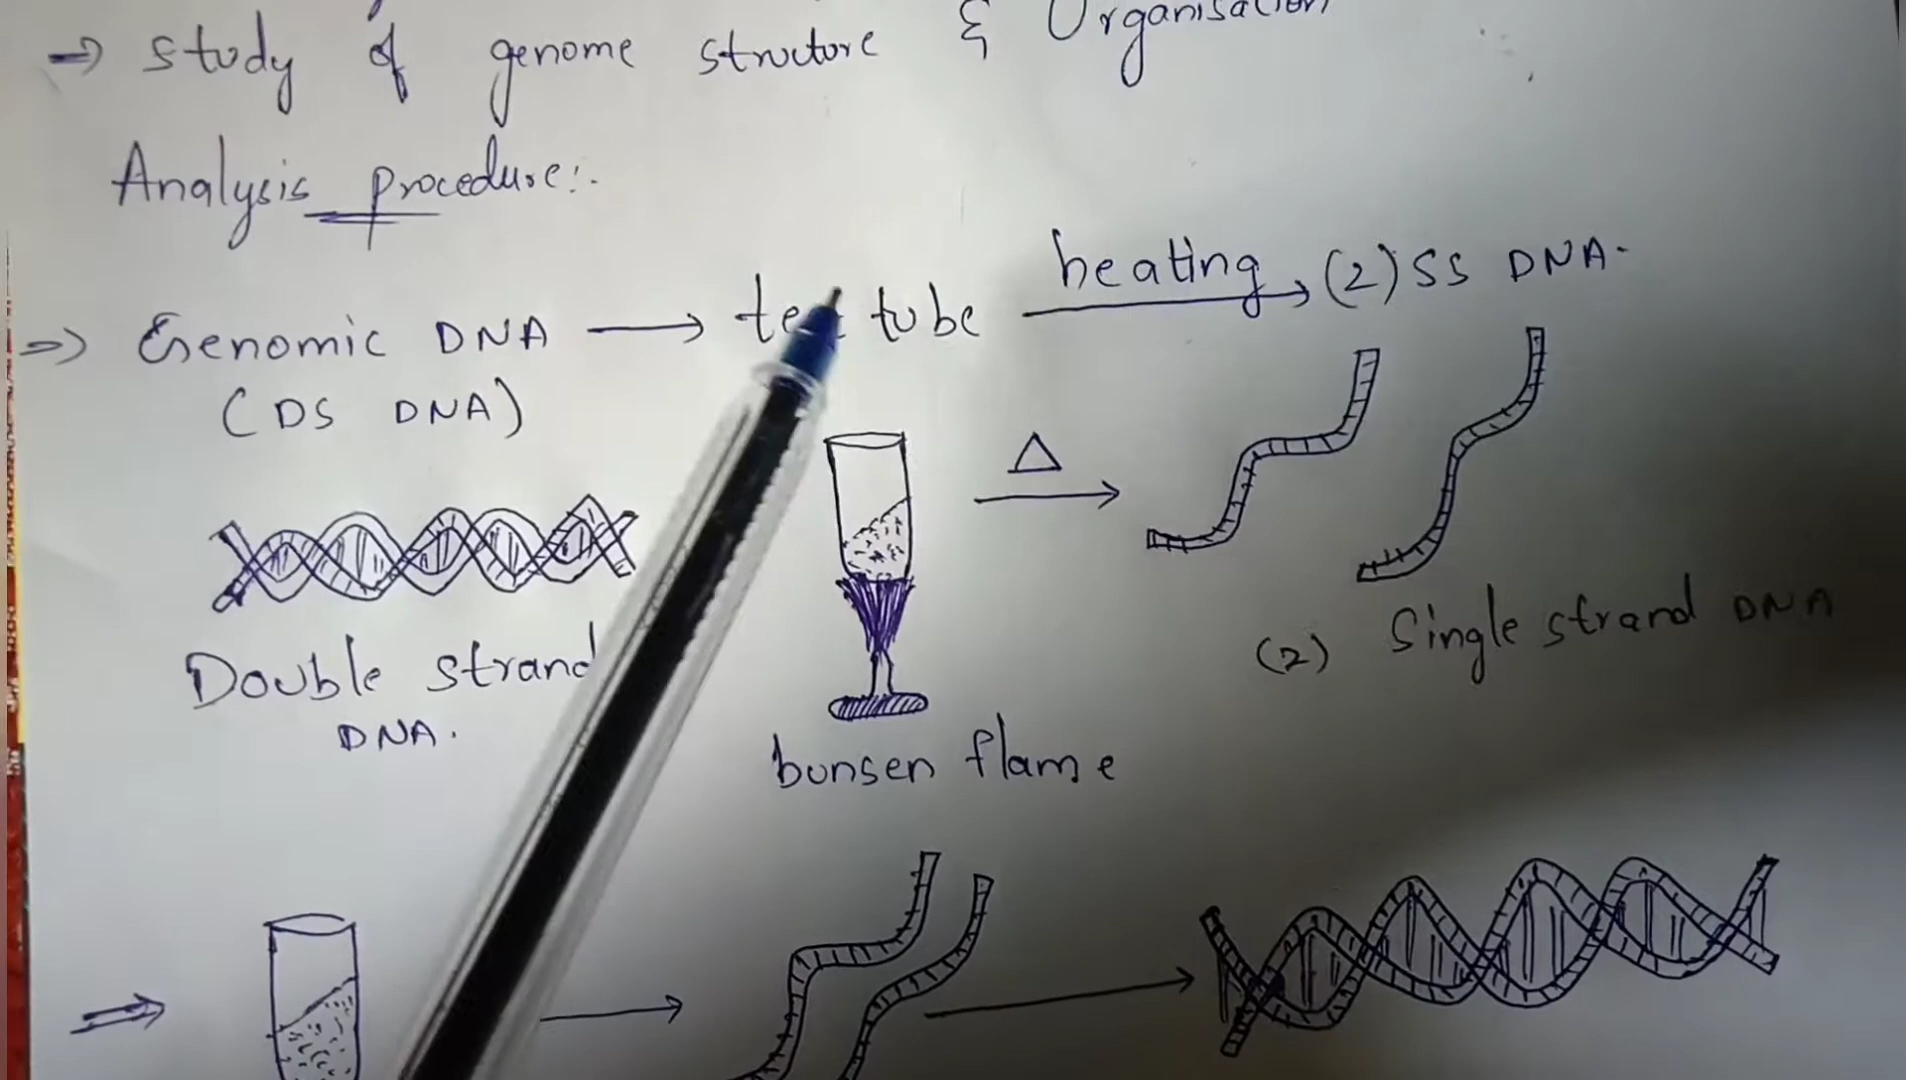 ⇒ study of genome structure & Organisation
Analysis procedure:-
⇒ Genomic DNA → tube heating → (2) SS DNA.
(DS DNA)
Δ
Double strand
DNA.
(2) Single strand DNA
bunsen flame